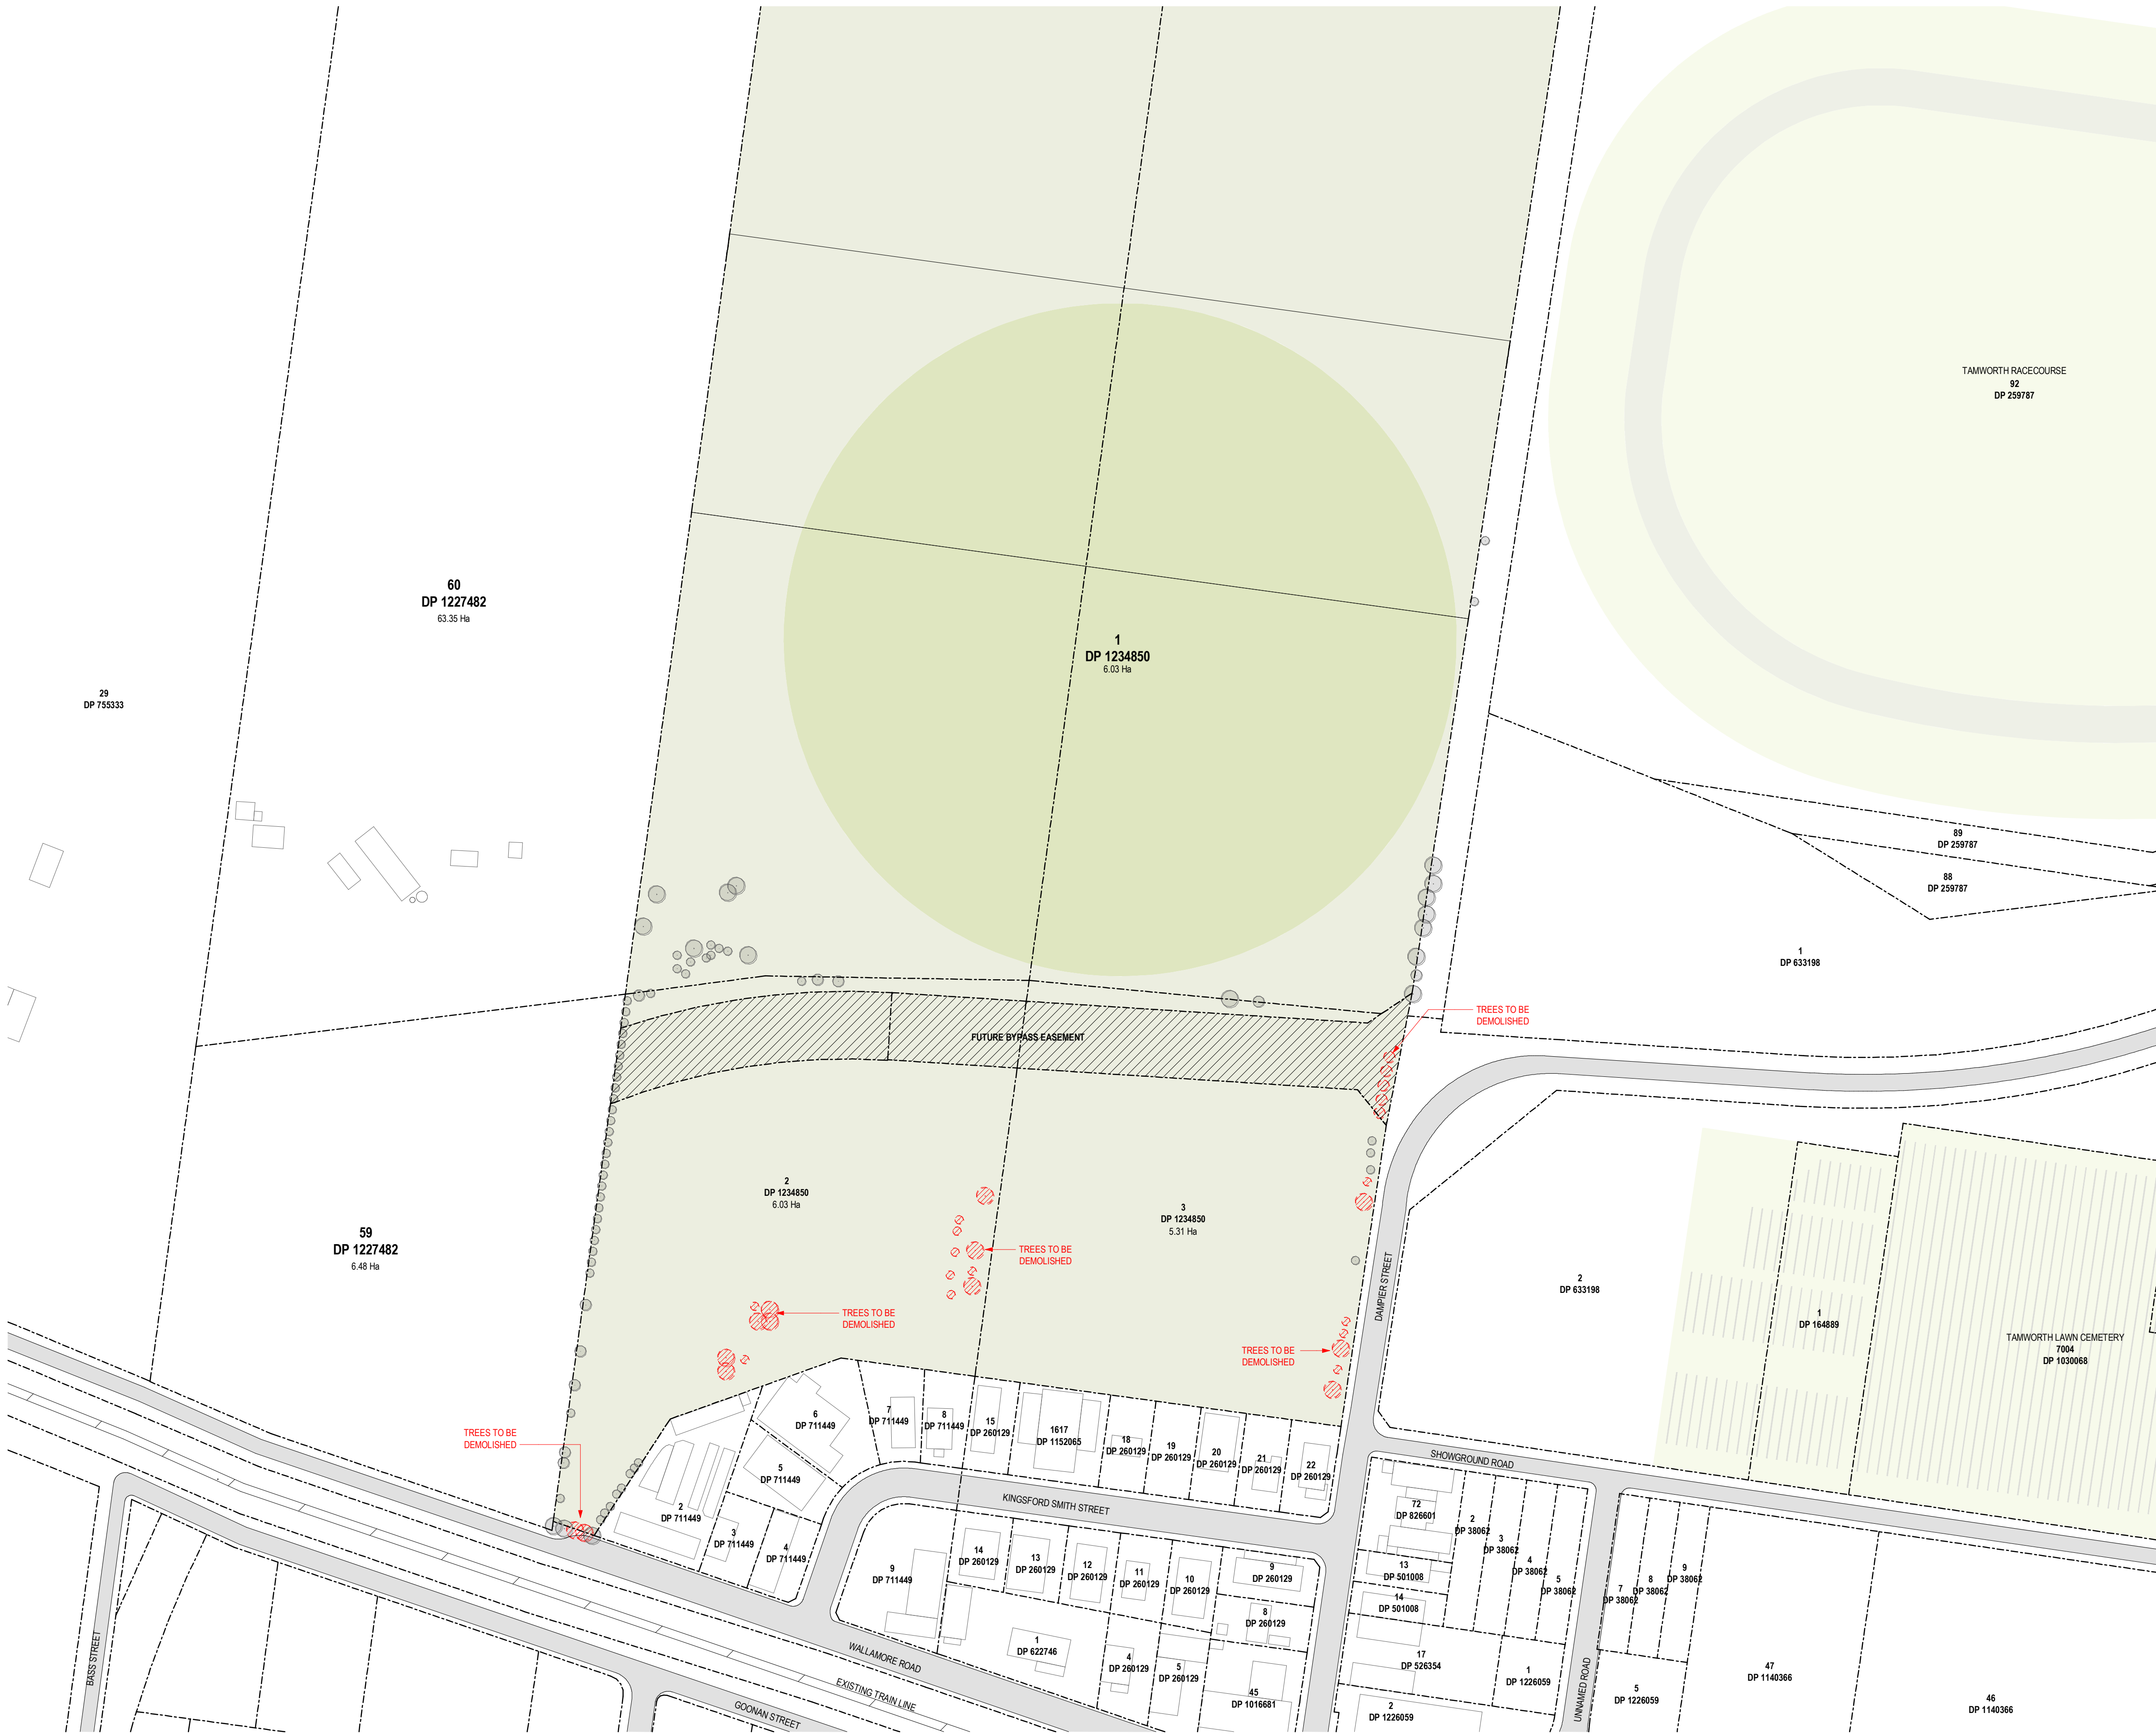 TAMWORTH RACECOURSE
92
DP 259787
60
DP 1227482
63.35 Ha
1
DP 1234850
6.03 Ha
29
DP 755333
89
DP 259787
88
DP 259787
1
DP 633198
TREES TO BE
DEMOLISHED
FUTURE BYPASS EASEMENT
2
DP 1234850
6.03 Ha
3
DP 1234850
5.31 Ha
59
DP 1227482
6.48 Ha
TREES TO BE
DEMOLISHED
DAMPIER STREET
2
DP 633198
1
DP 164889
TAMWORTH LAWN CEMETERY
7004
DP 1030068
TREES TO BE
DEMOLISHED
TREES TO BE
DEMOLISHED
TREES TO BE
DEMOLISHED
6
DP 711449
7
DP 711449
8
DP 711449
15
DP 260129
1617
DP 1152065
18
DP 260129
19
DP 260129
20
DP 260129
21
DP 260129
22
DP 260129
SHOWGROUND ROAD
5
DP 711449
2
DP 711449
3
DP 711449
4
DP 711449
KINGSFORD SMITH STREET
72
DP 826601
2
DP 38062
3
DP 38062
4
DP 38062
5
DP 38062
7
DP 38062
8
DP 38062
9
DP 38062
9
DP 711449
14
DP 260129
13
DP 260129
12
DP 260129
11
DP 260129
10
DP 260129
9
DP 260129
13
DP 501008
14
DP 501008
8
DP 260129
1
DP 622746
4
DP 260129
5
DP 260129
45
DP 1016681
17
DP 526354
1
DP 1226059
2
DP 1226059
5
DP 1226059
47
DP 1140366
46
DP 1140366
BASS STREET
WALLAMORE ROAD
EXISTING TRAIN LINE
GOONAN STREET
UNNAMED ROAD